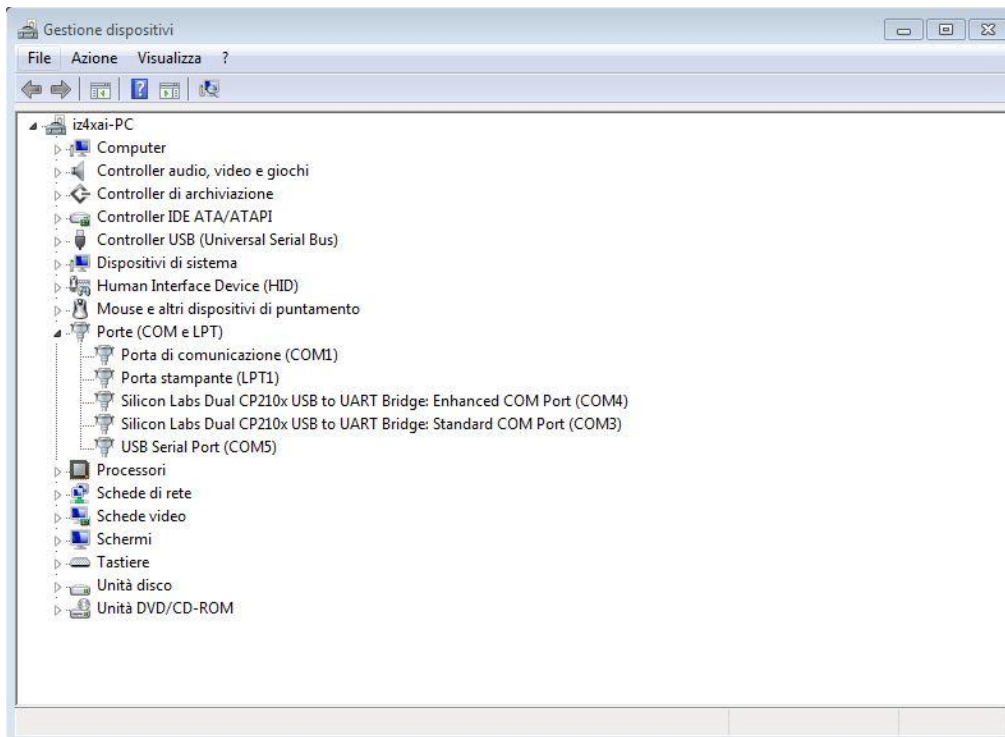 Gestione dispositivi
File Azione Visualizza ?
iz4xai-PC
Computer
Controller audio, video e giochi
Controller di archiviazione
Controller IDE ATA/ATAPI
Controller USB (Universal Serial Bus)
Dispositivi di sistema
Human Interface Device (HID)
Mouse e altri dispositivi di puntamento
Porte (COM e LPT)
Porta di comunicazione (COM1)
Porta stampante (LPT1)
Silicon Labs Dual CP210x USB to UART Bridge: Enhanced COM Port (COM4)
Silicon Labs Dual CP210x USB to UART Bridge: Standard COM Port (COM3)
USB Serial Port (COM5)
Processori
Schede di rete
Schede video
Schermi
Tastiere
Unità disco
Unità DVD/CD-ROM